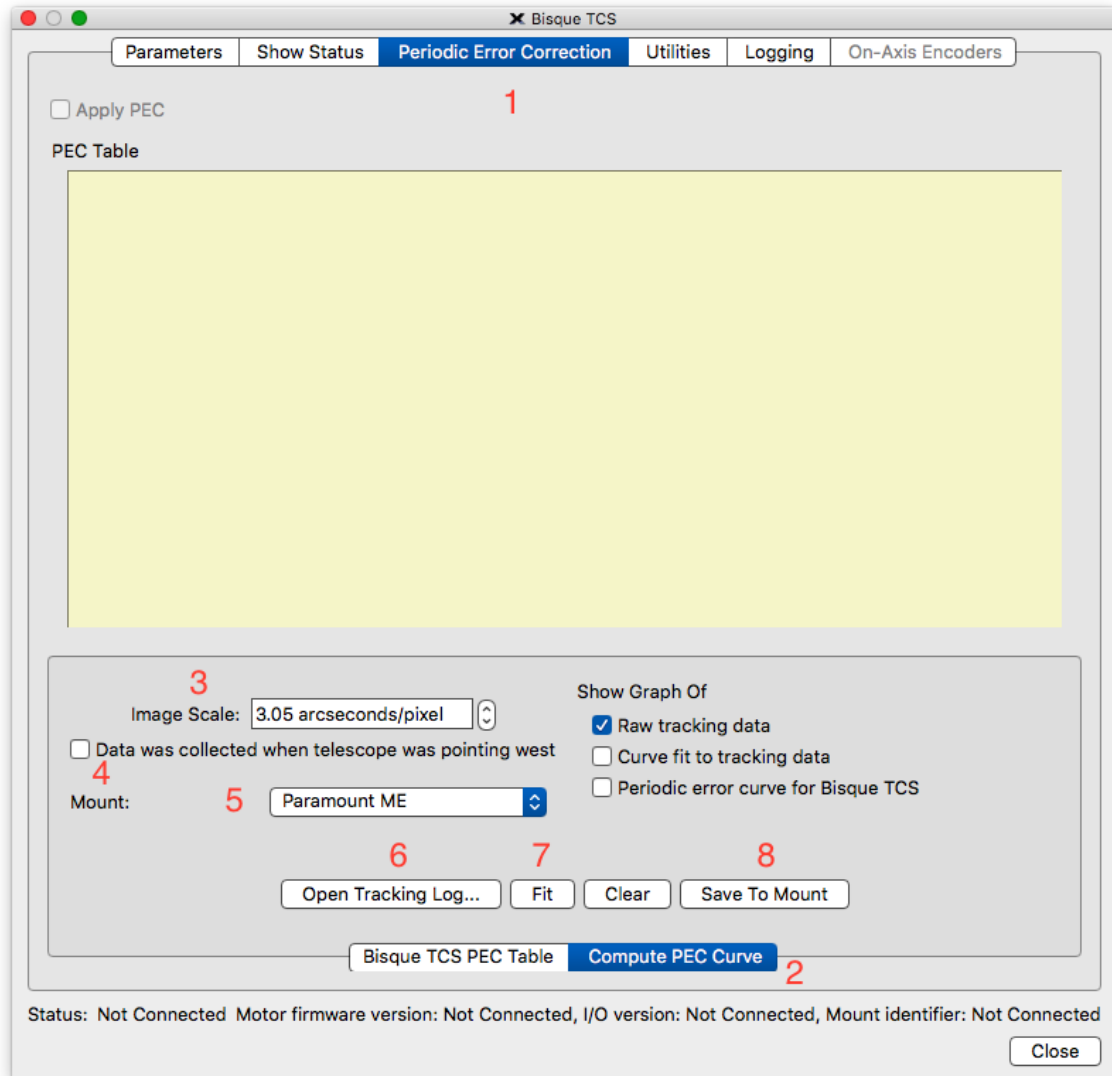 X Bisque TCS
Parameters Show Status Periodic Error Correction Utilities Logging On-Axis Encoders
1
Apply PEC
PEC Table
3
Image Scale: 3.05 arcseconds/pixel
Show Graph Of
Raw tracking data
Data was collected when telescope was pointing west
Curve fit to tracking data
4
Mount: 5 Paramount ME
Periodic error curve for Bisque TCS
6 7 8
Open Tracking Log... Fit Clear Save To Mount
Bisque TCS PEC Table Compute PEC Curve
2
Status: Not Connected Motor firmware version: Not Connected, I/O version: Not Connected, Mount identifier: Not Connected
Close